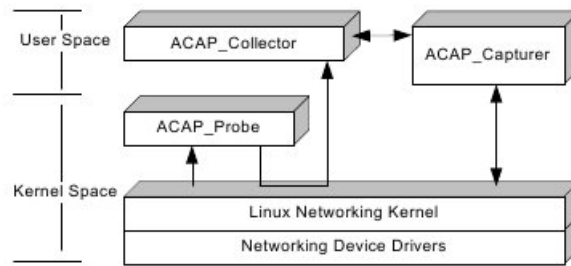 User Space
ACAP_Collector
ACAP_Capturer
ACAP_Probe
Kernel Space
Linux Networking Kernel
Networking Device Drivers